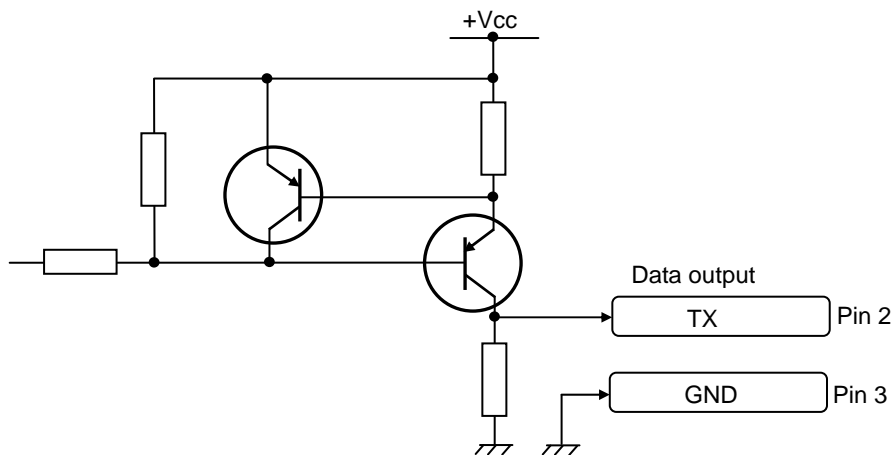 +Vcc
Data output
TX
Pin 2
GND
Pin 3